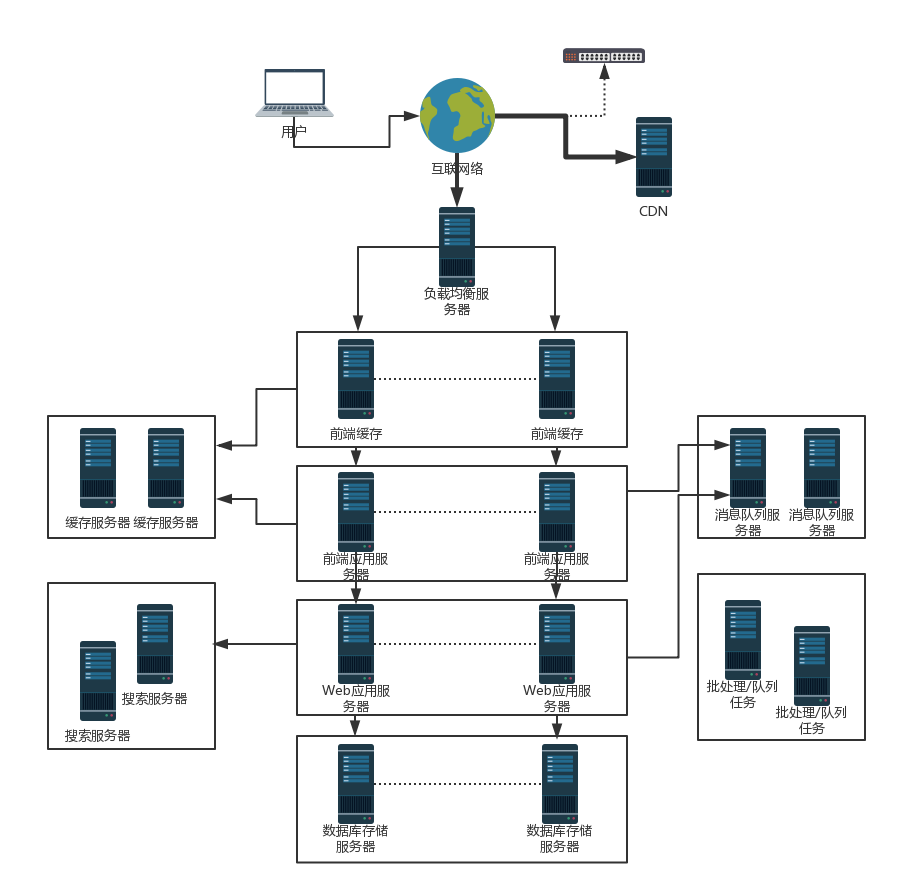 用户
互联网络
CDN
负载均衡服
务器
前端缓存
前端缓存
缓存服务器
缓存服务器
消息队列服
务器
消息队列服
务器
前端应用服
务器
前端应用服
务器
搜索服务器
搜索服务器
Web应用服
务器
Web应用服
务器
批处理/队列
任务
批处理/队列
任务
数据库存储
服务器
数据库存储
服务器